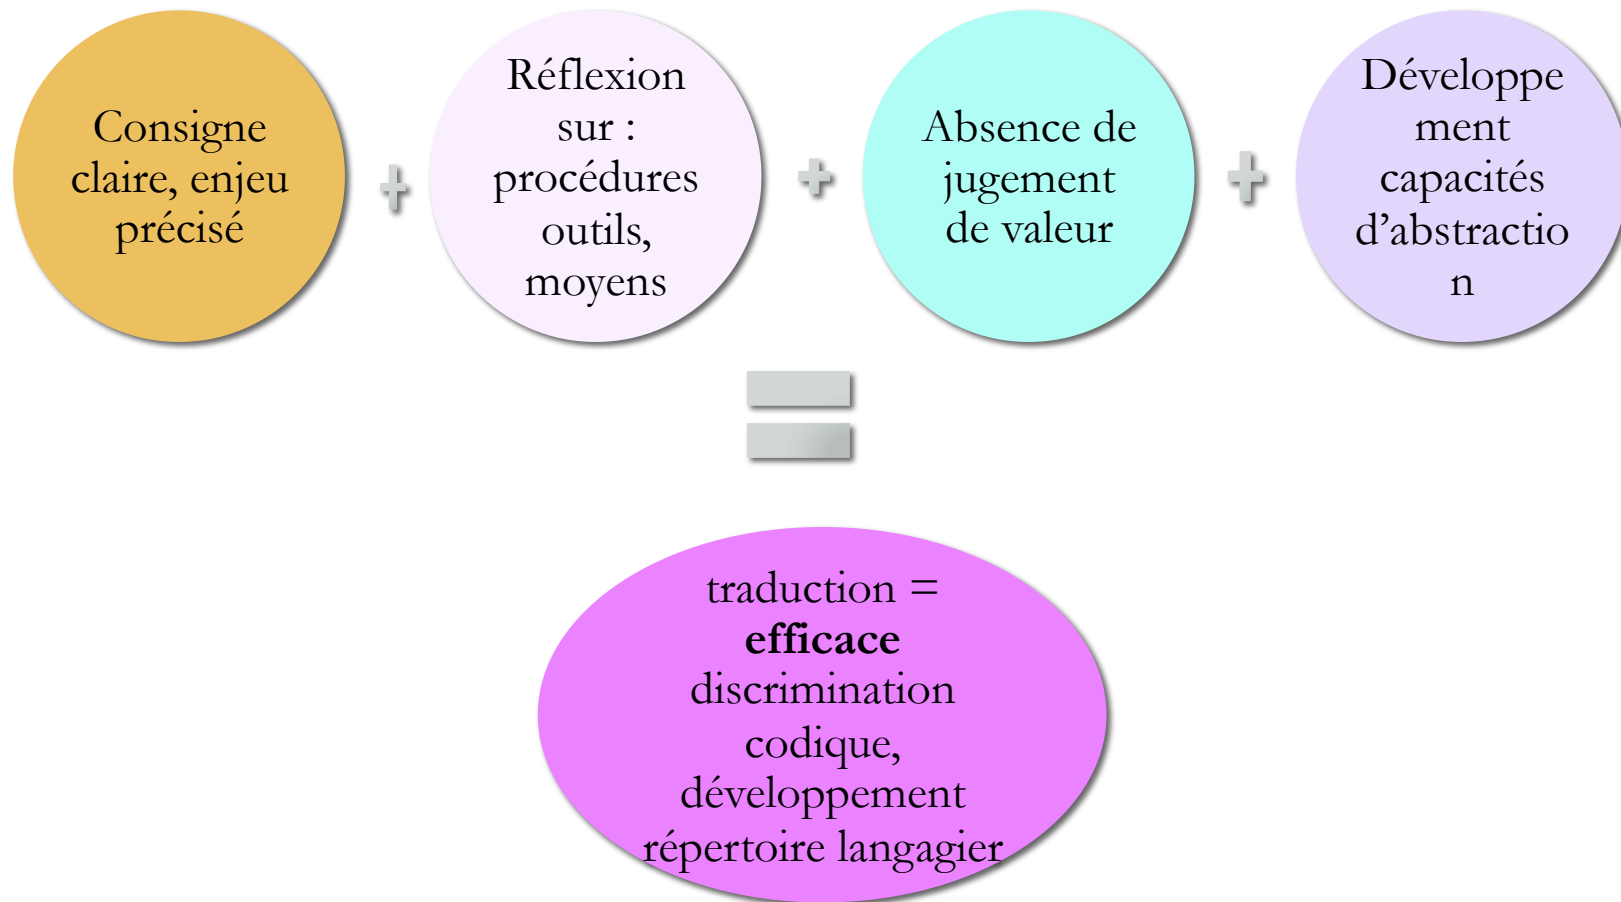 Consigne
claire, enjeu
précisé
+
Réflexion
sur :
procédures
outils,
moyens
+
Absence de
jugement
de valeur
+
Développe
ment
capacités
d’abstractio
n
=
traduction =
efficace
discrimination
codique,
développement
répertoire langagier